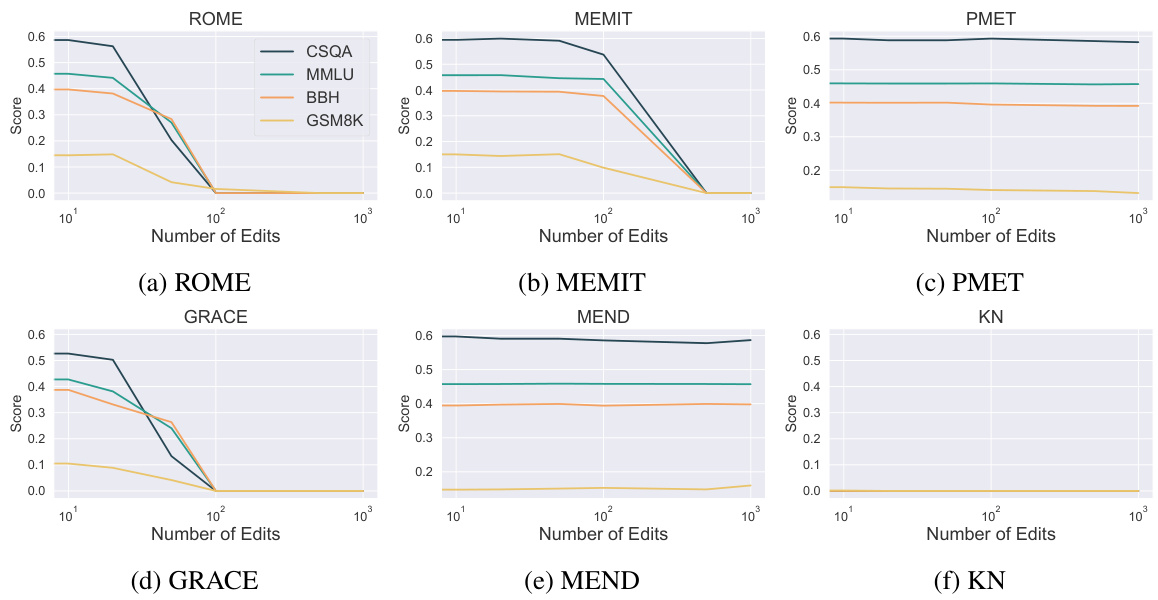 ROME
0.6
0.5
0.4
0.3
0.2
0.1
0.0
Score
CSQA
MMLU
BBH
GSM8K
10^1
10^2
10^3
Number of Edits
(a) ROME
MEMIT
0.6
0.5
0.4
0.3
0.2
0.1
0.0
Score
10^1
10^2
10^3
Number of Edits
(b) MEMIT
PMET
0.6
0.5
0.4
0.3
0.2
Score
10^1
10^2
10^3
Number of Edits
(c) PMET
GRACE
0.6
0.5
0.4
0.3
0.2
0.1
0.0
Score
10^1
10^2
10^3
Number of Edits
(d) GRACE
MEND
0.6
0.5
0.4
0.3
0.2
Score
10^1
10^2
10^3
Number of Edits
(e) MEND
KN
0.6
0.5
0.4
0.3
0.2
0.1
0.0
Score
10^1
10^2
10^3
Number of Edits
(f) KN